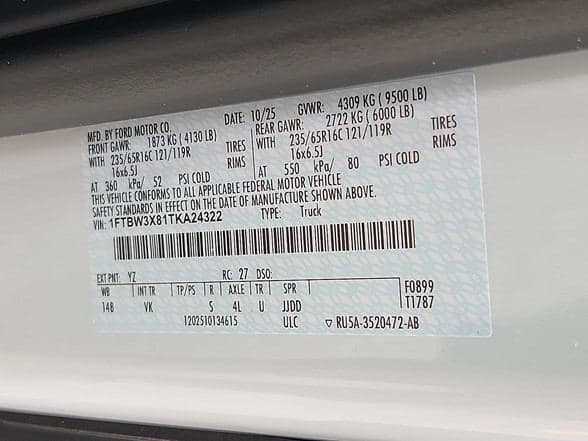 MFD. BY FORD MOTOR CO. DATE: 10/25 GVWR: 4309 KG ( 9500 LB)
FRONT GAWR: 1873 KG ( 4130 LB) REAR GAWR: 2722 KG ( 6000 LB)
WITH 235/65R16C 121/119R TIRES WITH 235/65R16C 121/119R TIRES
16x6.5J RIMS 16x6.5J RIMS
AT 360 kPa/ 52 PSI COLD AT 550 kPa/ 80 PSI COLD
THIS VEHICLE CONFORMS TO ALL APPLICABLE FEDERAL MOTOR VEHICLE
SAFETY STANDARDS IN EFFECT ON THE DATE OF MANUFACTURE SHOWN ABOVE.
VIN: 1FTBW3X81TKA24322 TYPE: Truck
EXT PNT: YZ RC: 27 DSO:
WB INT TR TP/PS R AXLE TR SPR F0899
148 VK 5 4L U JJDD T1787
1202510134615 ULC ▽ RU5A-3520472-AB